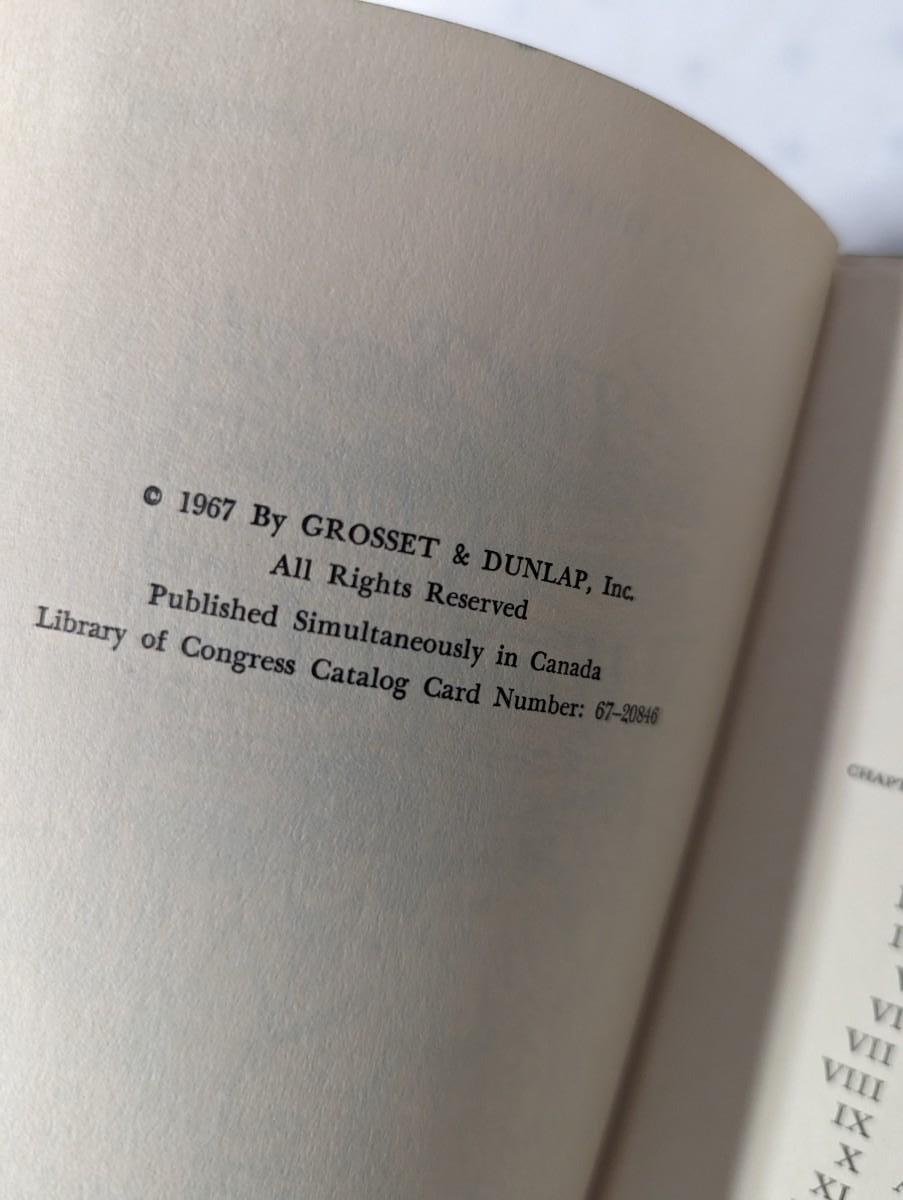 © 1967 By GROSSET & DUNLAP, Inc.
All Rights Reserved
Published Simultaneously in Canada
Library of Congress Catalog Card Number: 67–20846
VII
VIII
IX
X